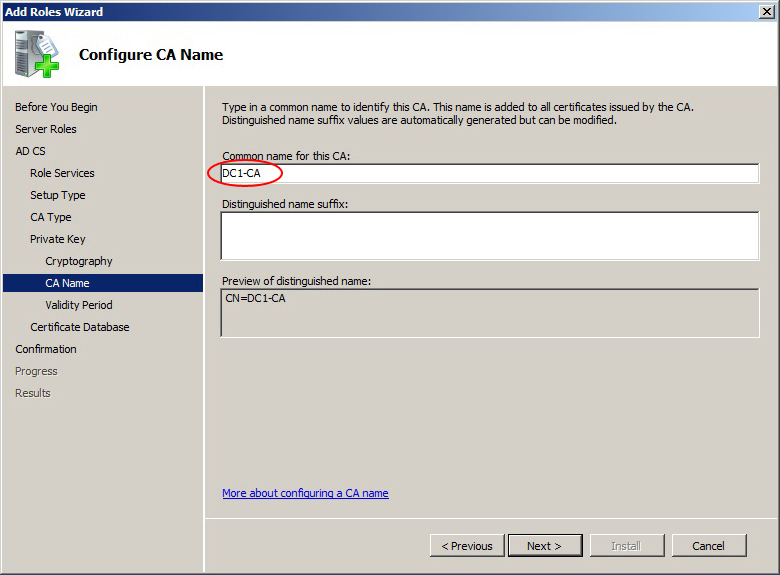 Add Roles Wizard
Configure CA Name
Before You Begin
Server Roles
AD CS
Role Services
Setup Type
CA Type
Private Key
Cryptography
CA Name
Validity Period
Certificate Database
Confirmation
Progress
Results
Type in a common name to identify this CA. This name is added to all certificates issued by the CA.
Distinguished name suffix values are automatically generated but can be modified.
Common name for this CA:
DC1-CA
Distinguished name suffix:
Preview of distinguished name:
CN=DC1-CA
More about configuring a CA name
< Previous
Next >
Install
Cancel